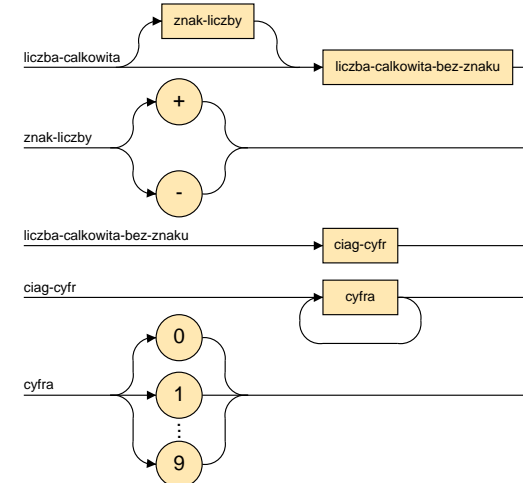 znak-liczby
liczba-calkowita
liczba-calkowita-bez-znaku
+
znak-liczby
-
liczba-calkowita-bez-znaku
ciag-cyfr
ciag-cyfr
cyfra
0
cyfra
1
9